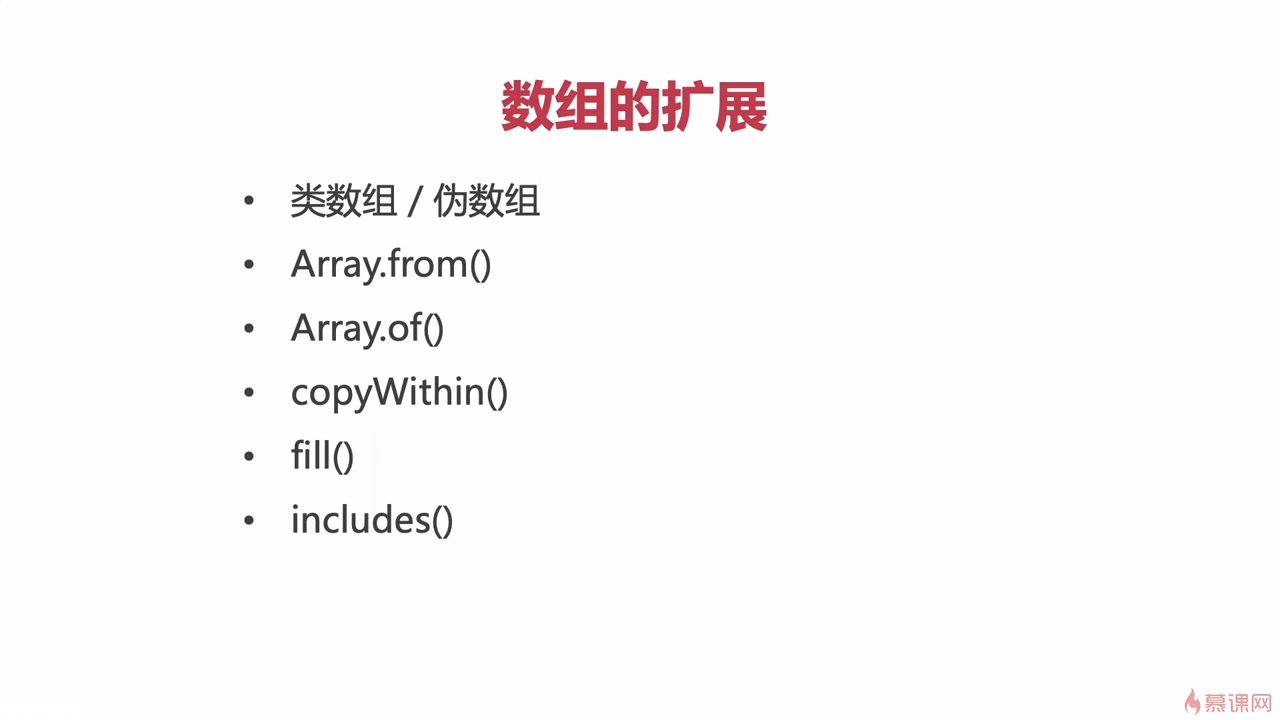 数组的扩展
• 类数组 / 伪数组
• Array.from()
• Array.of()
• copyWithin()
• fill()
• includes()
慕课网